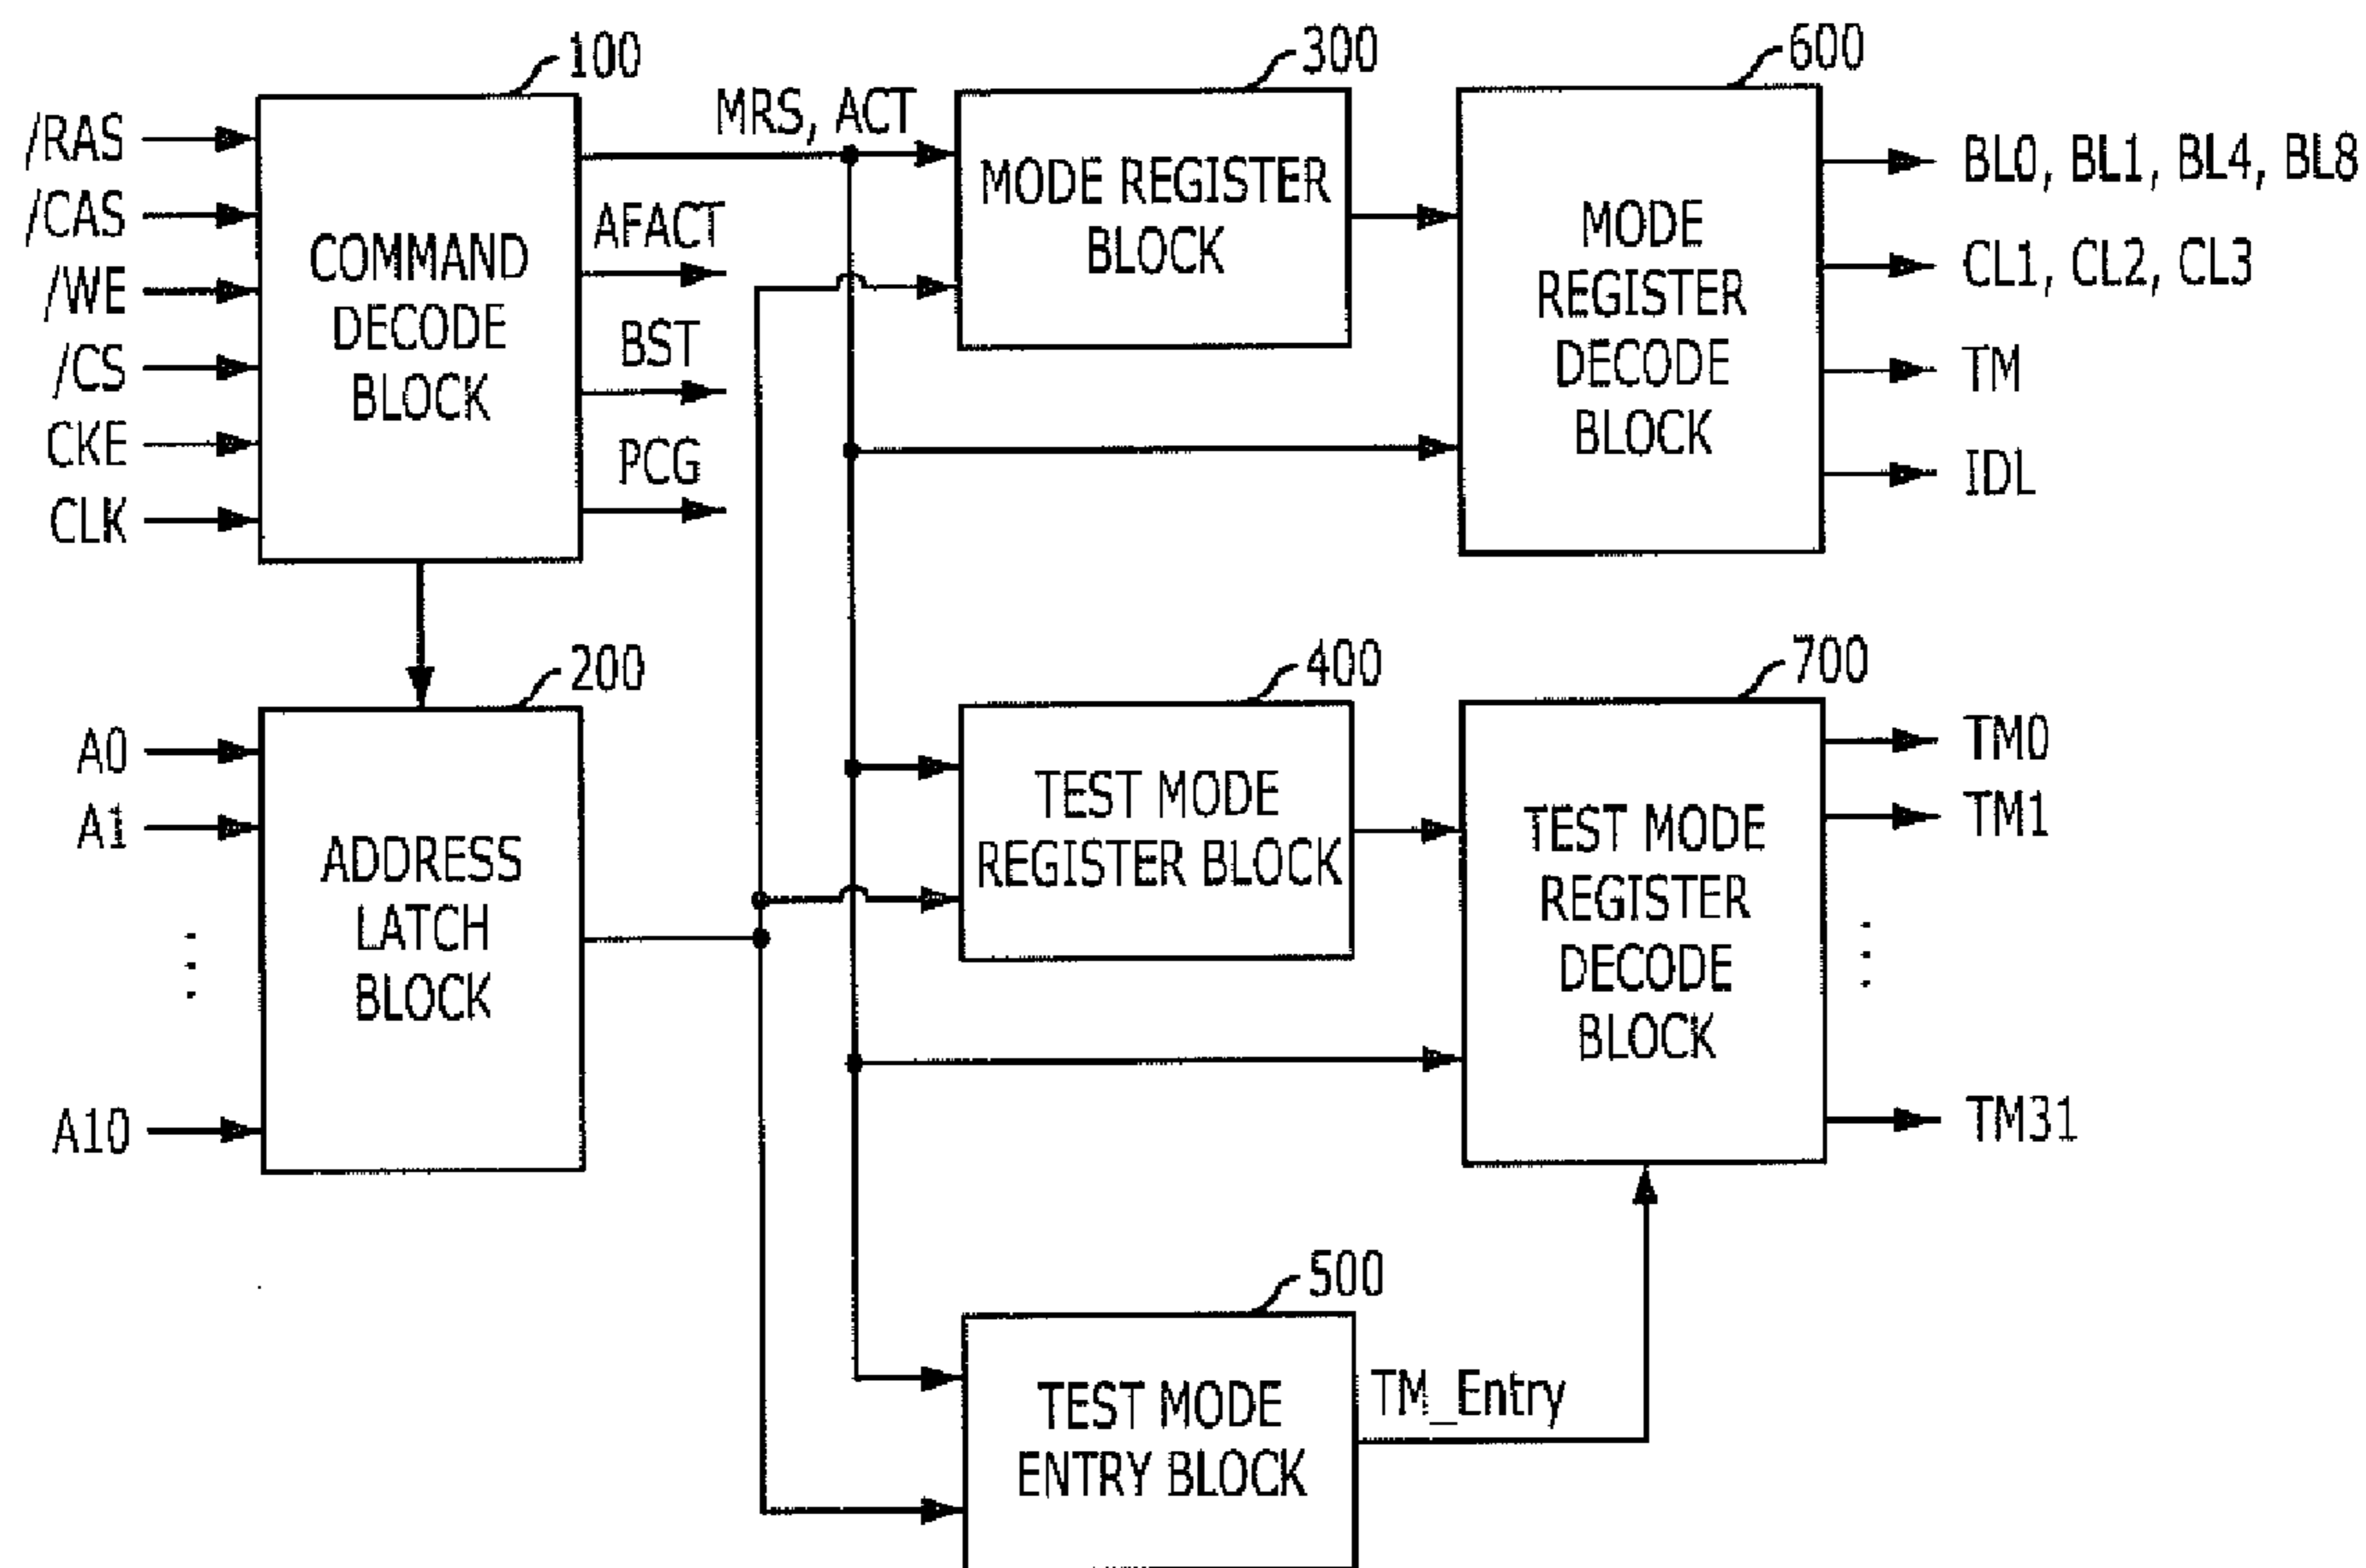 100
/RAS
/CAS
/WE
/CS
CKE
CLK
COMMAND
DECODE
BLOCK
MRS, ACT
AFACT
BST
PCG
300
MODE REGISTER
BLOCK
600
MODE
REGISTER
DECODE
BLOCK
BL0, BL1, BL4, BL8
CL1, CL2, CL3
TM
IDL
200
A0
A1
A10
ADDRESS
LATCH
BLOCK
400
TEST MODE
REGISTER BLOCK
700
TEST MODE
REGISTER
DECODE
BLOCK
TM0
TM1
TM31
500
TEST MODE
ENTRY BLOCK
TM_Entry